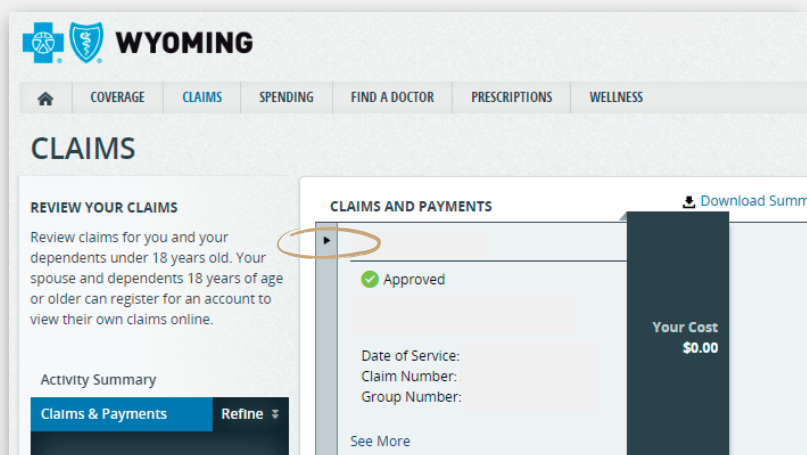 WYOMING
COVERAGE CLAIMS SPENDING FIND A DOCTOR PRESCRIPTIONS WELLNESS
CLAIMS
REVIEW YOUR CLAIMS
Review claims for you and your
dependents under 18 years old. Your
spouse and dependents 18 years of age
or older can register for an account to
view their own claims online.
Activity Summary
Claims & Payments Refine
CLAIMS AND PAYMENTS
Download Summ
Approved
Date of Service:
Claim Number:
Group Number:
See More
Your Cost
$0.00